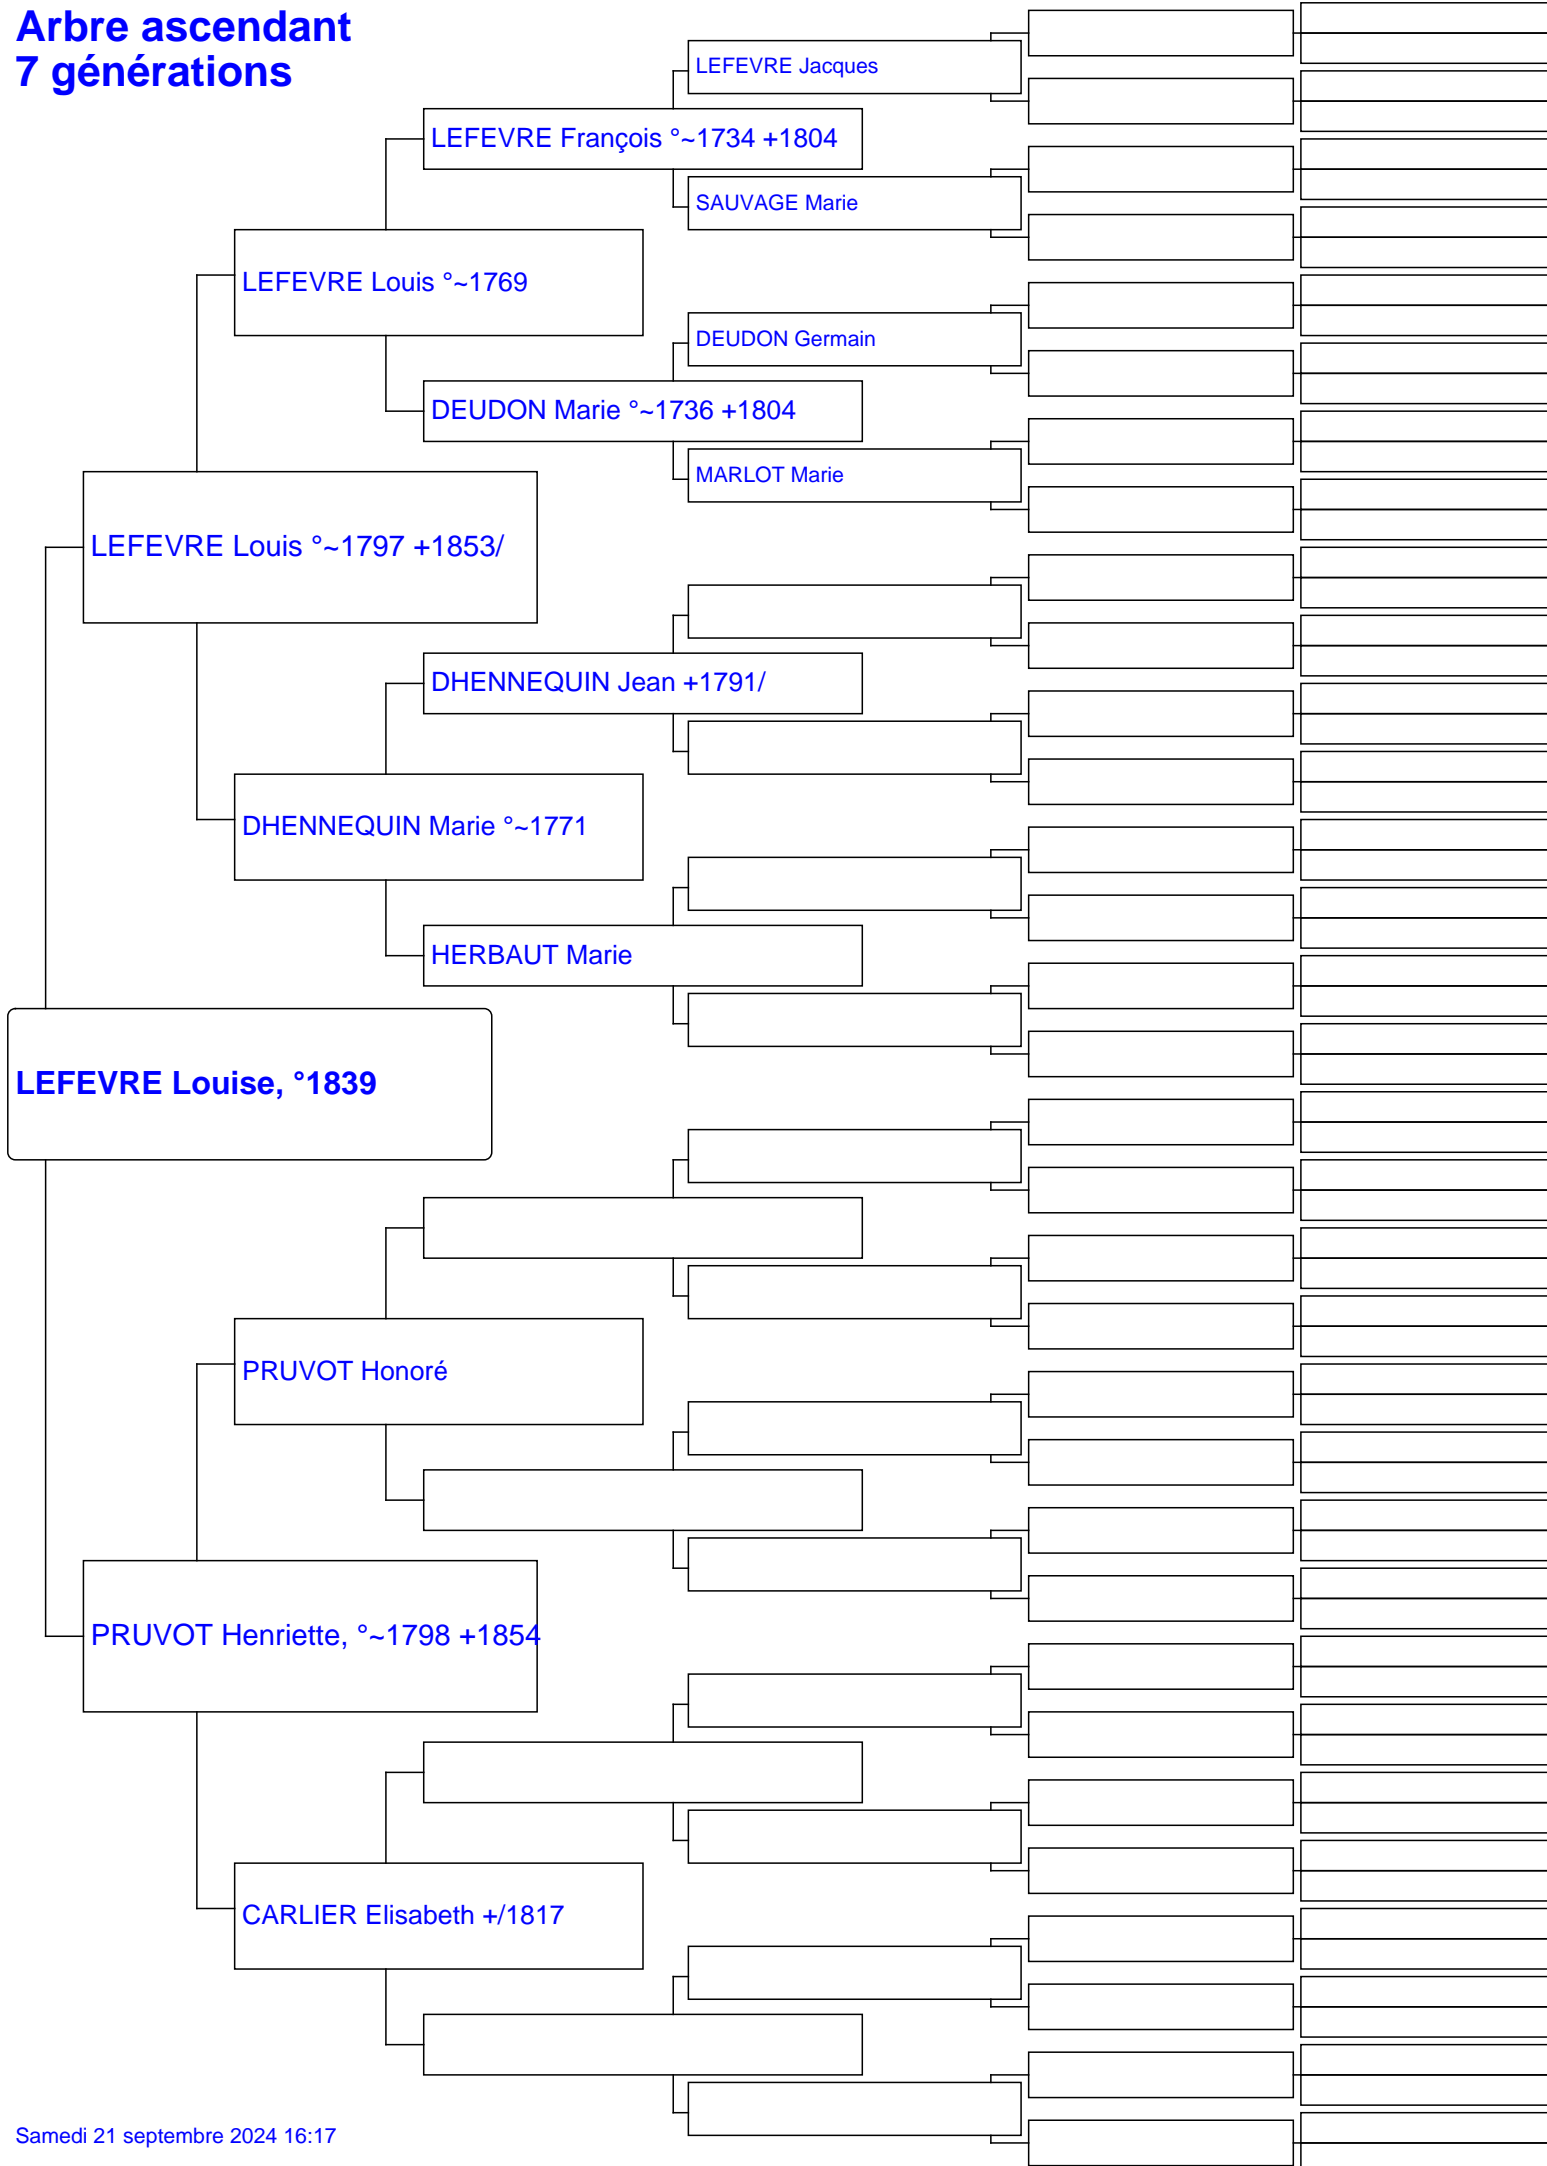 Arbre ascendant
7 générations
LEFEVRE Jacques
LEFEVRE François °~1734 +1804
SAUVAGE Marie
LEFEVRE Louis °~1769
DEUDON Germain
DEUDON Marie °~1736 +1804
MARLOT Marie
LEFEVRE Louis °~1797 +1853/
DHENNEQUIN Jean +1791/
DHENNEQUIN Marie °~1771
HERBAUT Marie
LEFEVRE Louise, °1839
PRUVOT Honoré
PRUVOT Henriette, °~1798 +1854
CARLIER Elisabeth +/1817
Samedi 21 septembre 2024 16:17